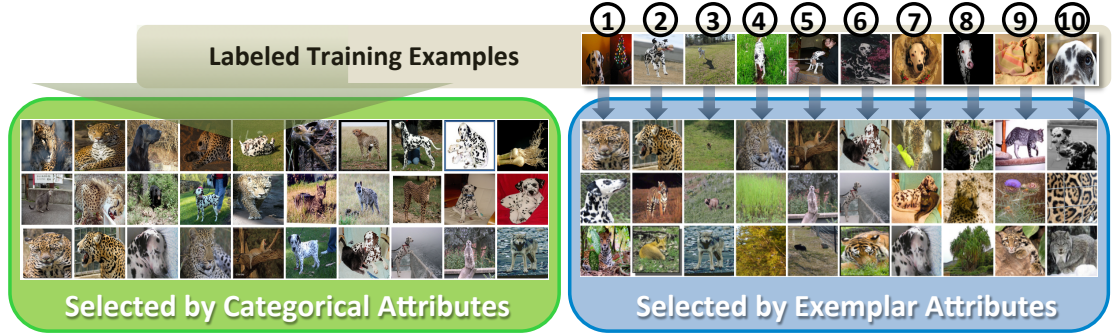 1 2 3 4 5 6 7 8 9 10
Labeled Training Examples
Selected by Categorical Attributes
Selected by Exemplar Attributes